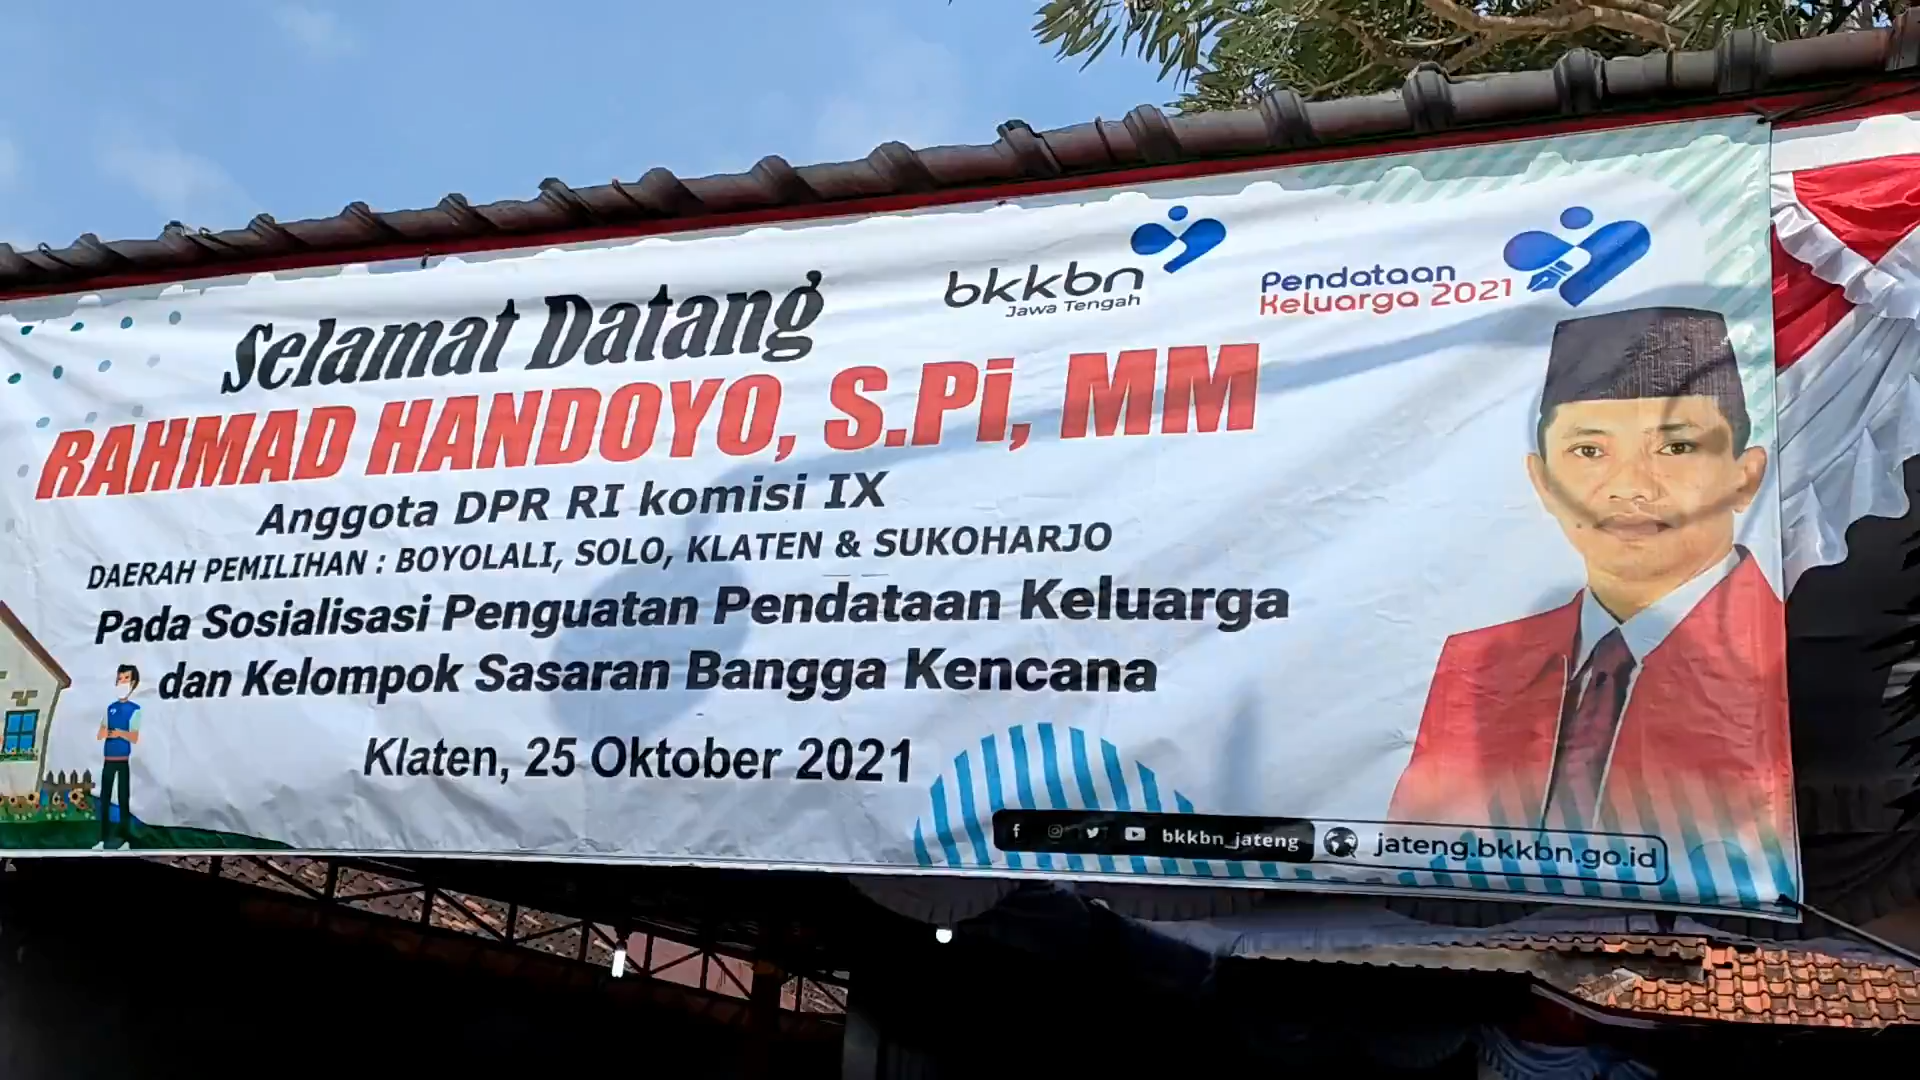 Selamat Datang
bkkbn
Jawa Tengah
Pendataan
Keluarga 2021
RAHMAD HANDOYO, S.Pi, MM
Anggota DPR RI komisi IX
DAERAH PEMILIHAN : BOYOLALI, SOLO, KLATEN & SUKOHARJO
Pada Sosialisasi Penguatan Pendataan Keluarga
dan Kelompok Sasaran Bangga Kencana
Klaten, 25 Oktober 2021
bkkbn_jateng
jateng.bkkbn.go.id